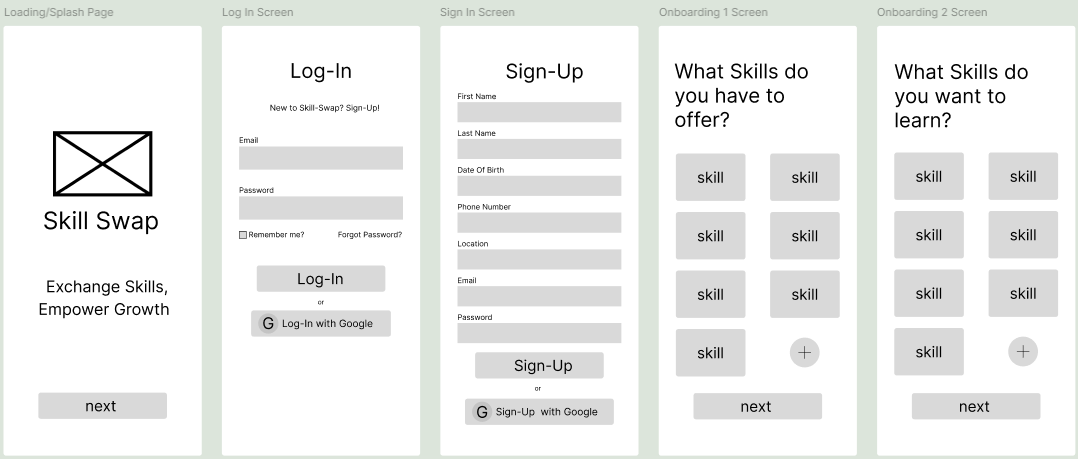 Loading/Splash Page
Skill Swap
Exchange Skills,
Empower Growth
next
Log In Screen
Log-In
New to Skill-Swap? Sign-Up!
Email
Password
Remember me? Forgot Password?
Log-In
or
G Log-In with Google
Sign In Screen
Sign-Up
First Name
Last Name
Date Of Birth
Phone Number
Location
Email
Password
Sign-Up
or
G Sign-Up with Google
Onboarding 1 Screen
What Skills do
you have to
offer?
skill skill
skill skill
skill skill
skill +
next
Onboarding 2 Screen
What Skills do
you want to
learn?
skill skill
skill skill
skill skill
skill +
next